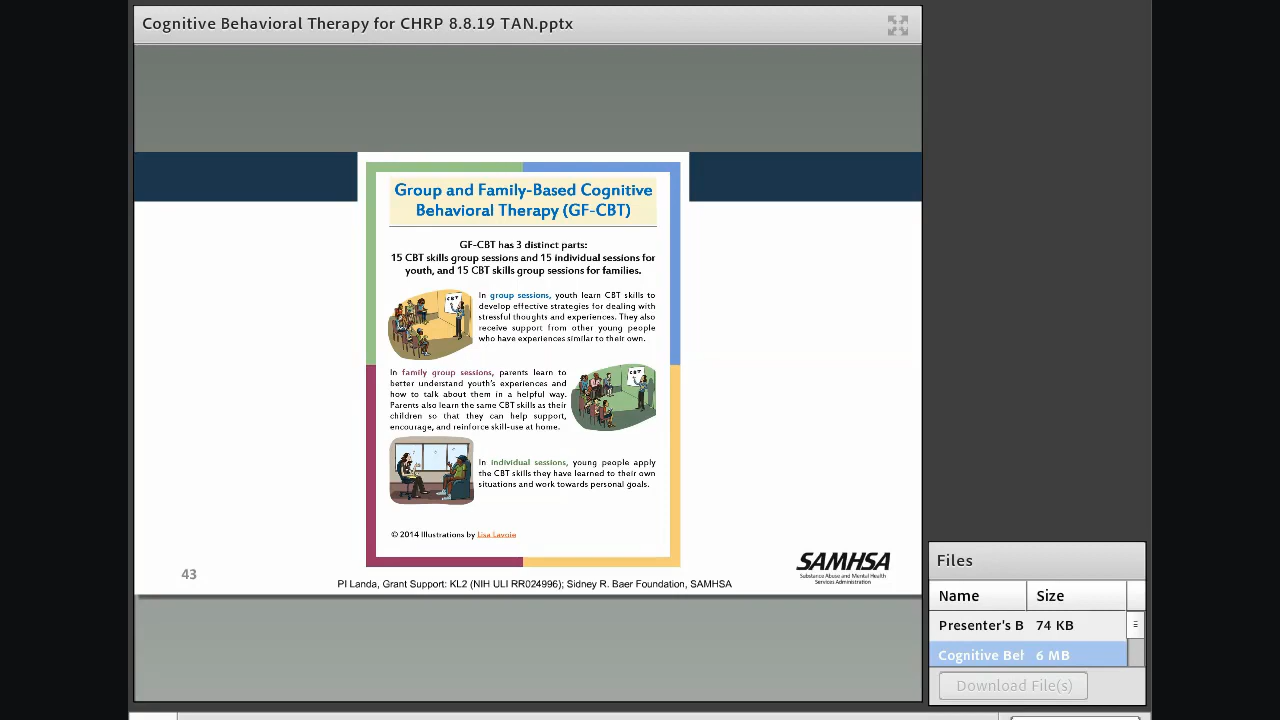 Cognitive Behavioral Therapy for CHRP 8.8.19 TAN.pptx
Group and Family-Based Cognitive
Behavioral Therapy (GF-CBT)
GF-CBT has 3 distinct parts:
15 CBT skills group sessions and 15 individual sessions for
youth, and 15 CBT skills group sessions for families.
CBT
In group sessions, youth learn CBT skills to
develop effective strategies for dealing with
stressful thoughts and experiences. They also
receive support from other young people
who have experiences similar to their own.
In family group sessions, parents learn to
better understand youth's experiences and
how to talk about them in a helpful way.
Parents also learn the same CBT skills as their
children so that they can help support,
encourage, and reinforce skill-use at home.
CBT
In individual sessions, young people apply
the CBT skills they have learned to their own
situations and work towards personal goals.
© 2014 Illustrations by Lisa Lavoie
43
PI Landa, Grant Support: KL2 (NIH ULI RR024996); Sidney R. Baer Foundation, SAMHSA
SAMHSA
Substance Abuse and Mental Health
Services Administration
Files
Name Size
Presenter's B 74 KB
Cognitive Beh 6 MB
Download File(s)